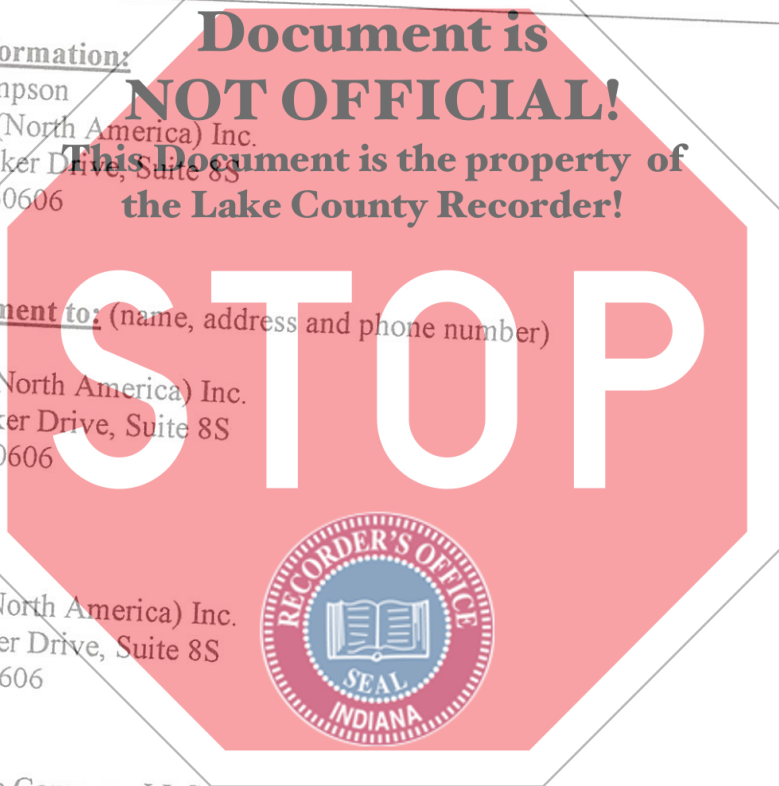 Document is
NOT OFFICIAL!
This Document is the property of
the Lake County Recorder!
ormation:
npson
(North America) Inc.
ker Drive, Suite 8S
0606
nent to: (name, address and phone number)
North America) Inc.
ker Drive, Suite 8S
0606
North America) Inc.
er Drive, Suite 8S
606
STOP
RECORDER'S OFFICE
SEAL
INDIANA